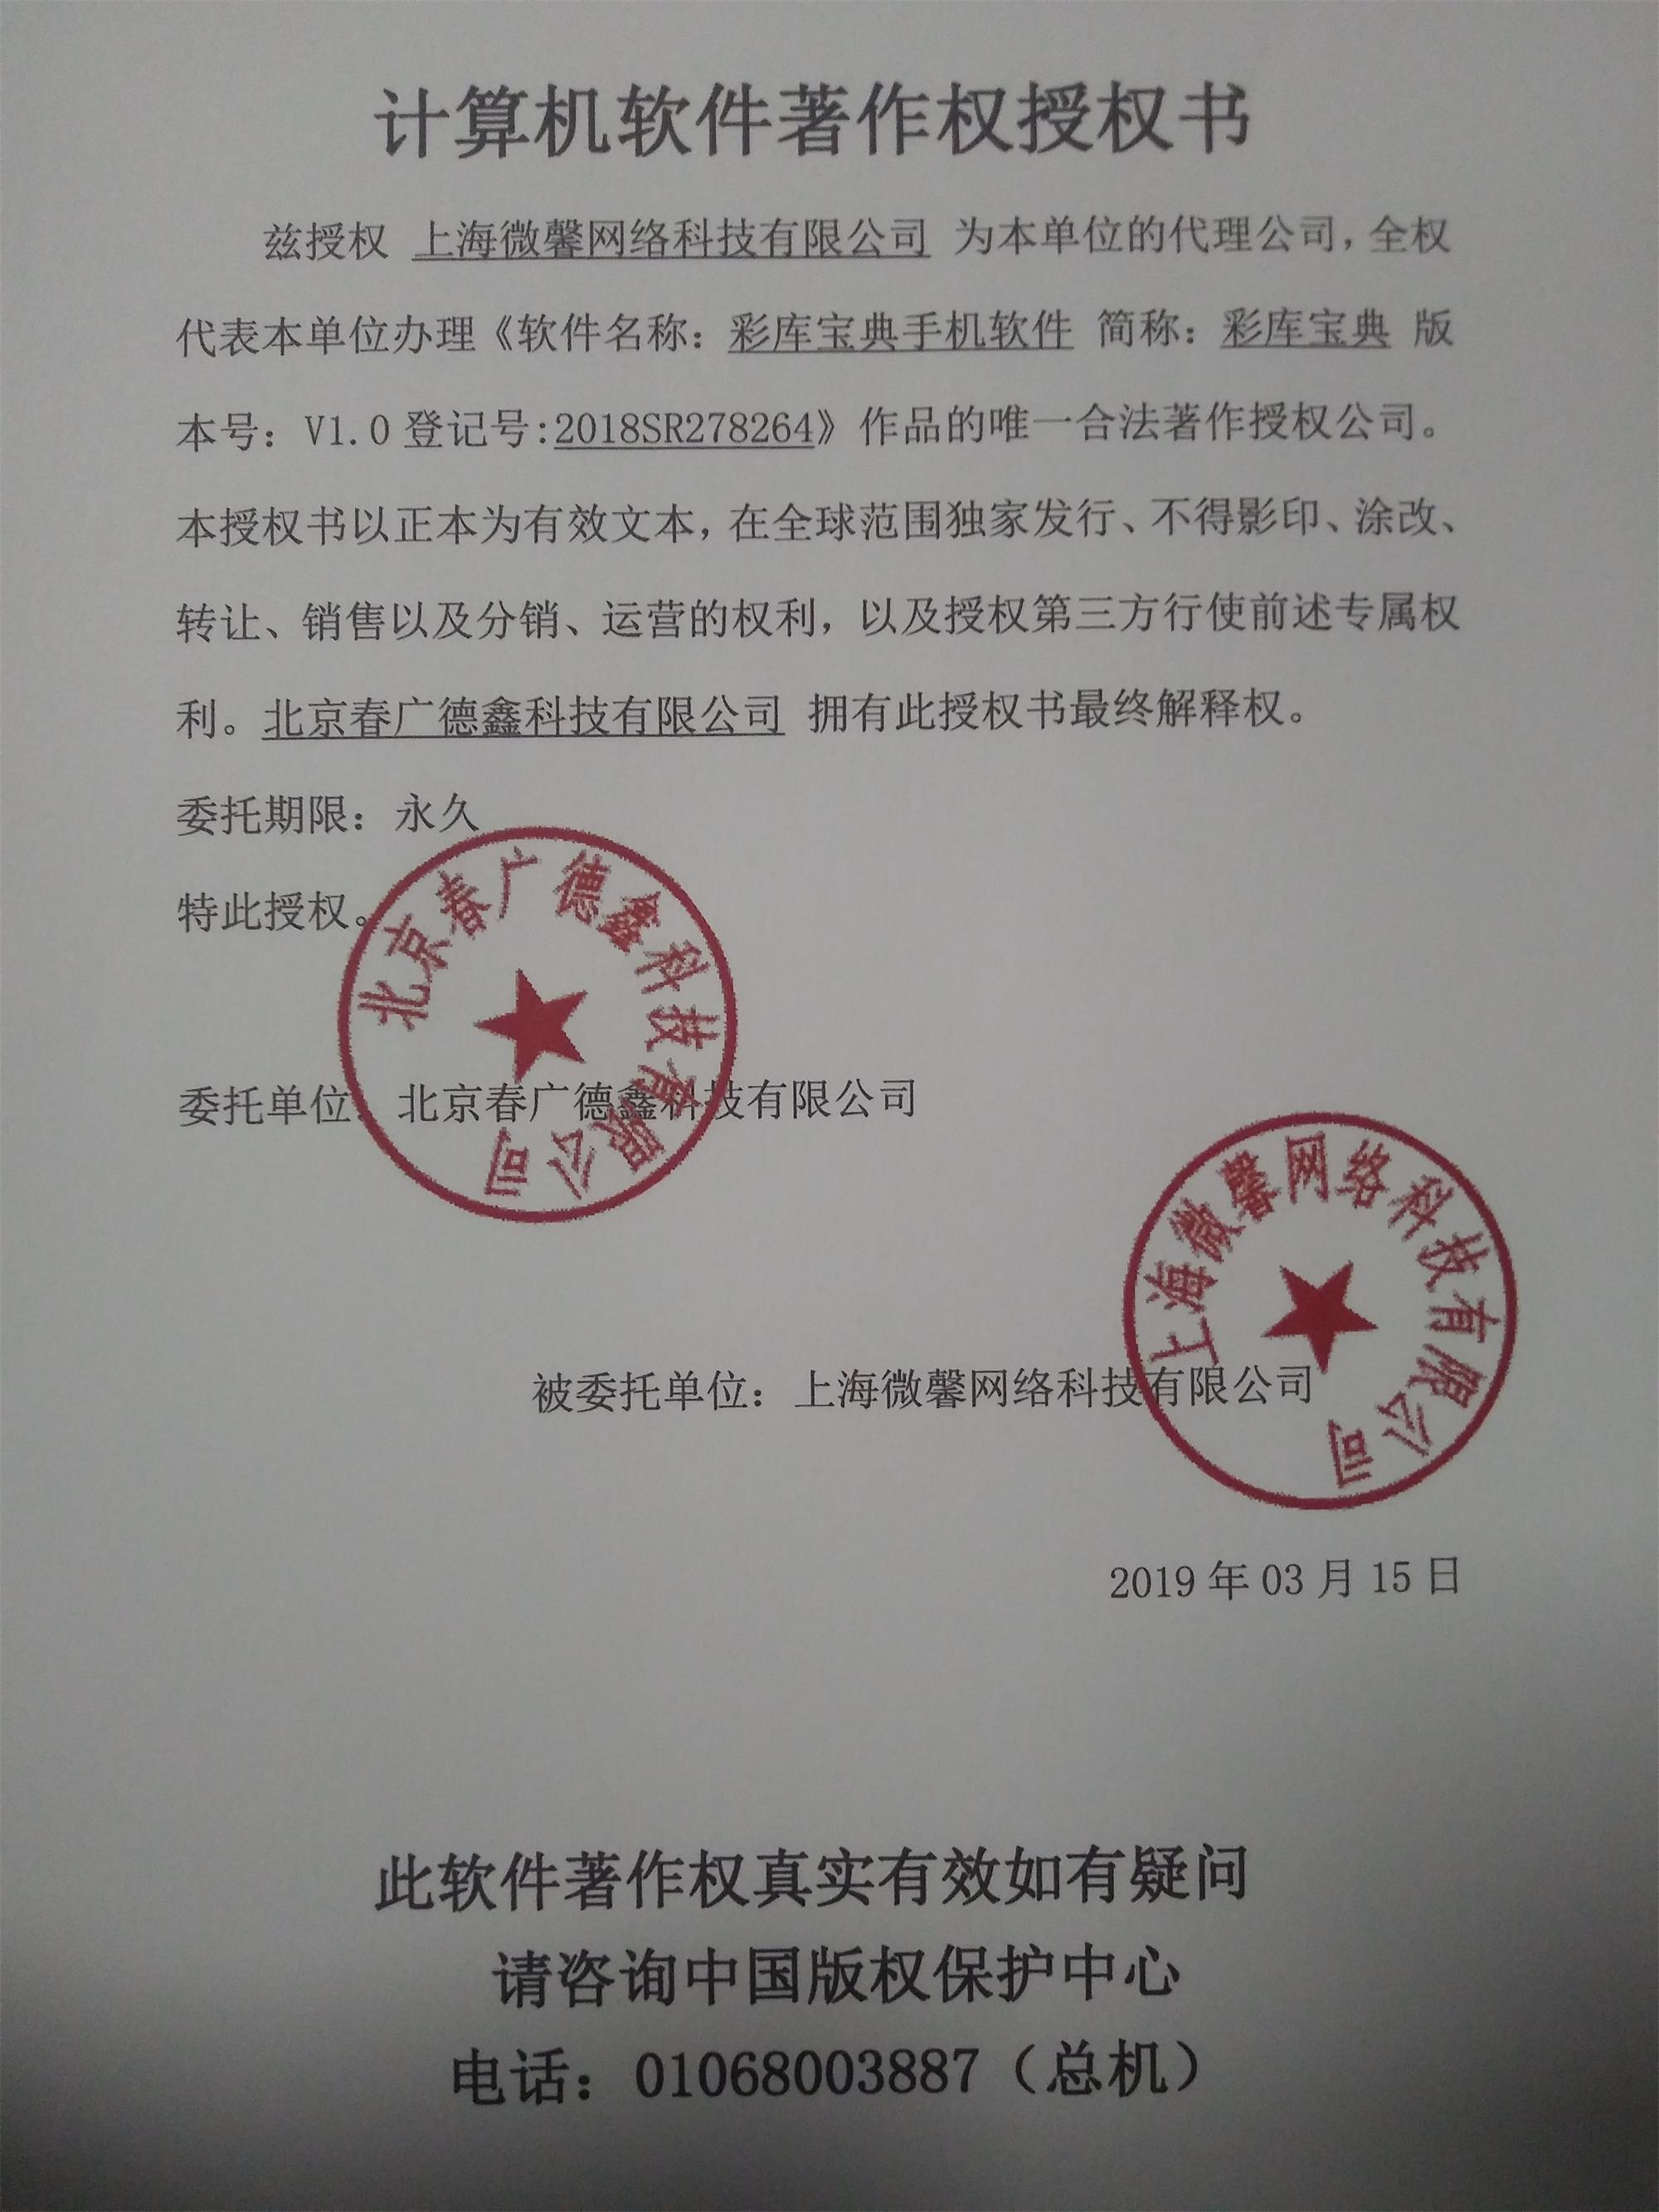 计算机软件著作权授权书
兹授权 上海微馨网络科技有限公司 为本单位的代理公司，全权
代表本单位办理《软件名称：彩库宝典手机软件 简称：彩库宝典 版
本号：V1.0 登记号:2018SR278264》作品的唯一合法著作授权公司。
本授权书以正本为有效文本，在全球范围独家发行、不得影印、涂改、
转让、销售以及分销、运营的权利，以及授权第三方行使前述专属权
利。北京春广德鑫科技有限公司 拥有此授权书最终解释权。
委托期限：永久
特此授权。
北京春广德鑫科技有限公司
委托单位：北京春广德鑫科技有限公司
上海微馨网络科技有限公司
被委托单位：上海微馨网络科技有限公司
2019 年 03 月 15 日
此软件著作权真实有效如有疑问
请咨询中国版权保护中心
电话：01068003887（总机）